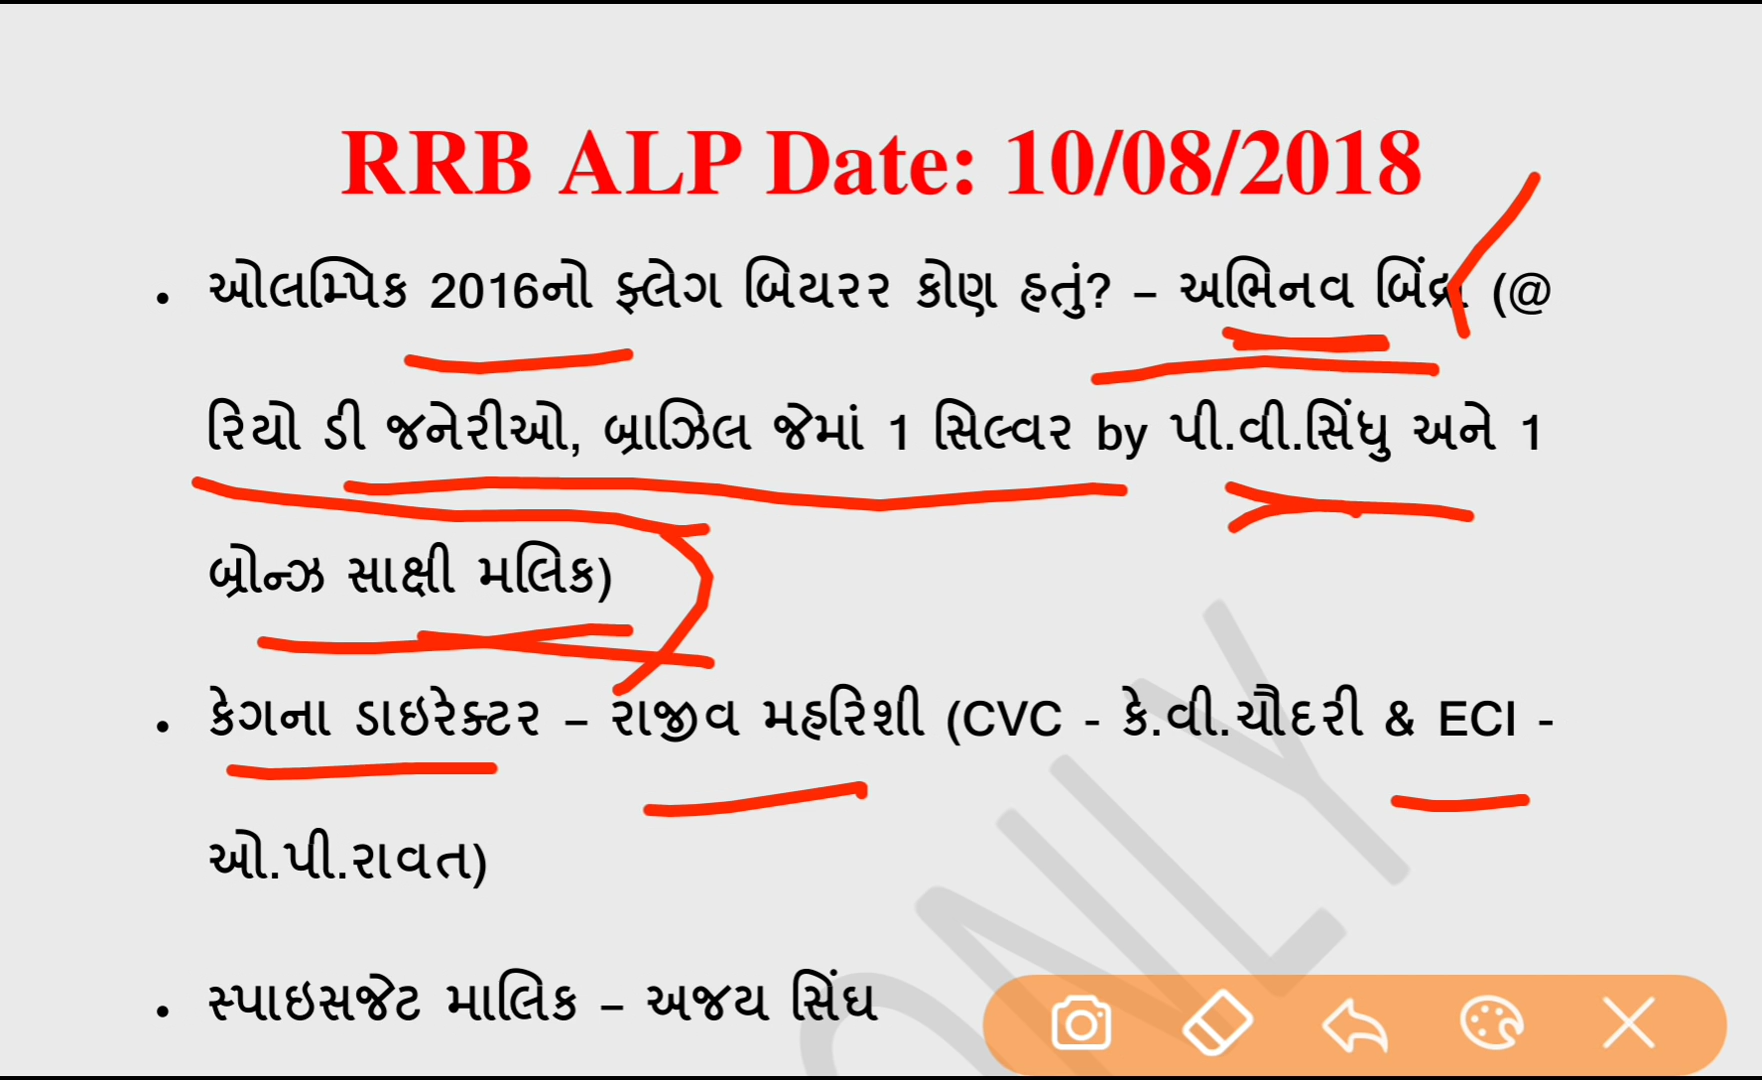 RRB ALP Date: 10/08/2018
• ઓલમ્પિક 2016નો ફ્લેગ બિયરર કોણ હતું? – અભિનવ બિંદ્રા (@
રિયો ડી જનેરીઓ, બ્રાઝિલ જેમાં 1 સિલ્વર by પી.વી.સિંધુ અને 1
બ્રોન્ઝ સાક્ષી મલિક)
• કેગના ડાઇરેક્ટર – રાજીવ મહરિશી (CVC - કે.વી.ચૌદરી & ECI -
ઓ.પી.રાવત)
• સ્પાઇસજેટ માલિક – અજય સિંઘ
ONLY